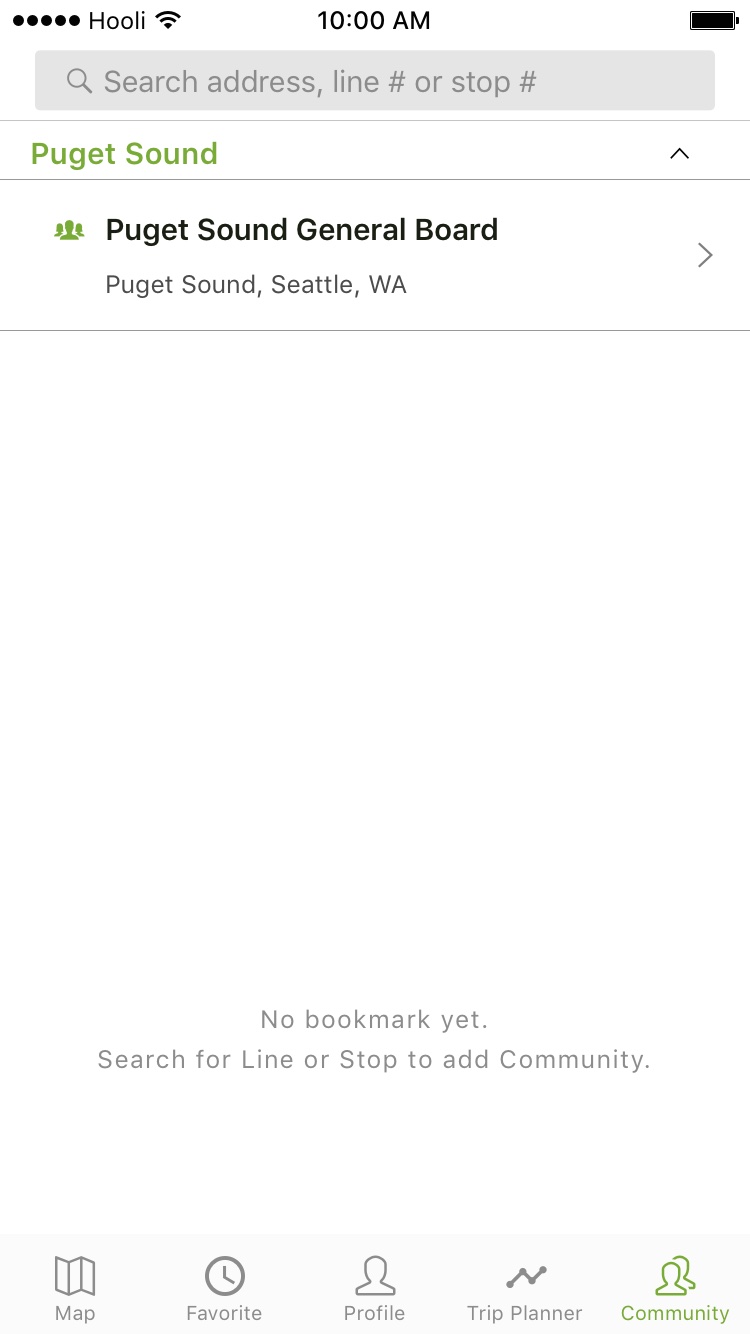 Hooli 10:00 AM
Search address, line # or stop #
Puget Sound
Puget Sound General Board
Puget Sound, Seattle, WA
No bookmark yet.
Search for Line or Stop to add Community.
Map Favorite Profile Trip Planner Community